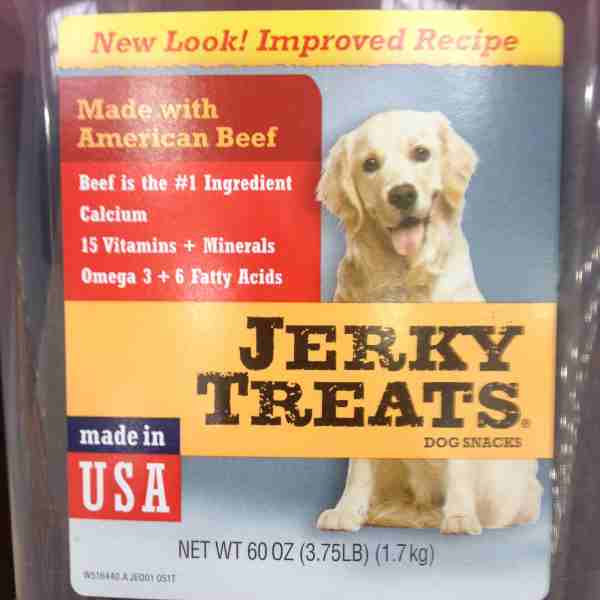 New Look! Improved Recipe
Made with
American Beef
Beef is the #1 Ingredient
Calcium
15 Vitamins + Minerals
Omega 3 + 6 Fatty Acids
JERKY
TREATS®
DOG SNACKS
made in
USA
NET WT 60 OZ (3.75LB) (1.7 kg)